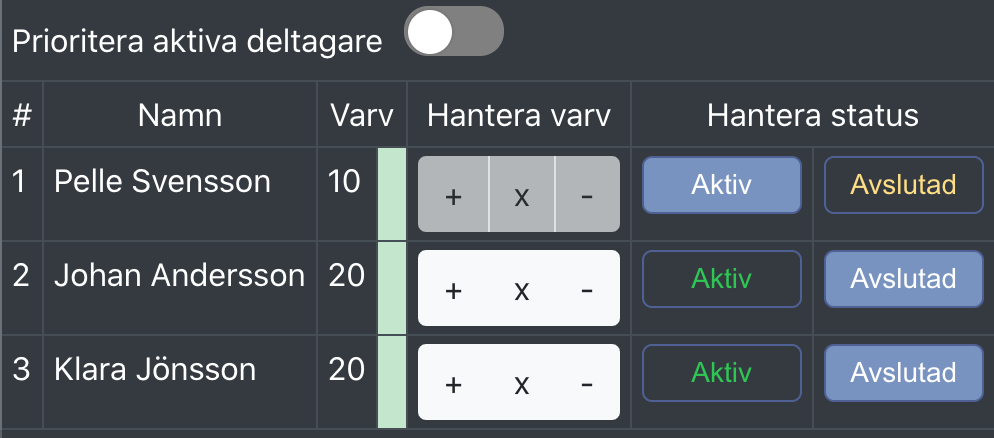 Prioritera aktiva deltagare
# Namn Varv Hantera varv Hantera status
1 Pelle Svensson 10 + x - Aktiv Avslutad
2 Johan Andersson 20 + x - Aktiv Avslutad
3 Klara Jönsson 20 + x - Aktiv Avslutad